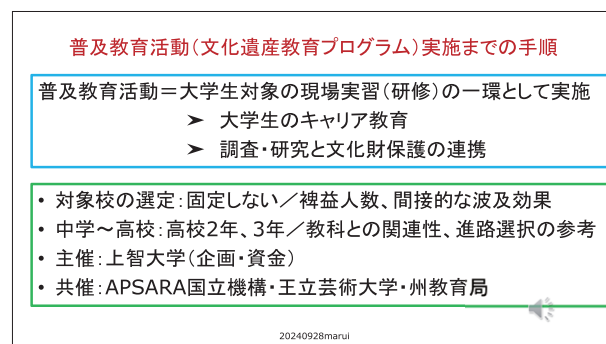 普及教育活動（文化遺産教育プログラム）実施までの手順
普及教育活動＝大学生対象の現場実習（研修）の一環として実施
➤ 大学生のキャリア教育
➤ 調査・研究と文化財保護の連携
• 対象校の選定：固定しない／裨益人数、間接的な波及効果
• 中学～高校：高校2年、3年／教科との関連性、進路選択の参考
• 主催：上智大学（企画・資金）
• 共催：APSARA国立機構・王立芸術大学・州教育局
20240928marui